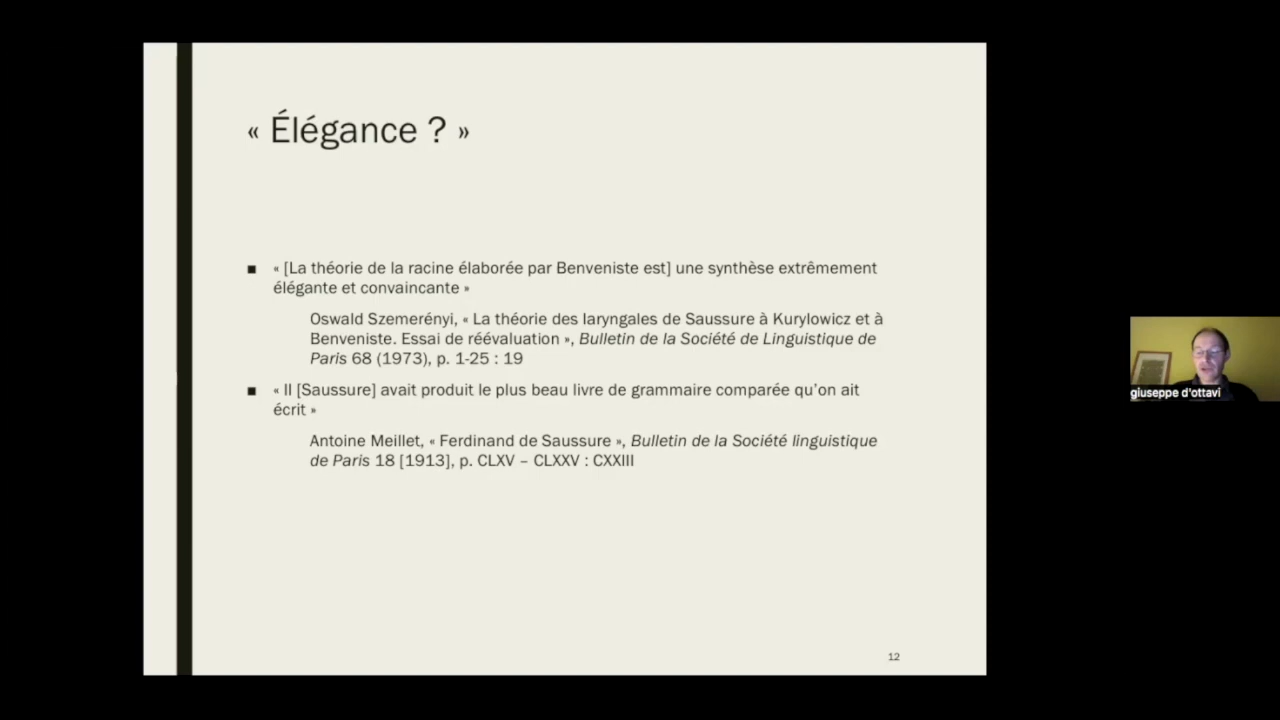 « Élégance ? »
■ « [La théorie de la racine élaborée par Benveniste est] une synthèse extrêmement
élégante et convaincante »
Oswald Szemerényi, « La théorie des laryngales de Saussure à Kurylowicz et à
Benveniste. Essai de réévaluation », Bulletin de la Société de Linguistique de
Paris 68 (1973), p. 1-25 : 19
■ « Il [Saussure] avait produit le plus beau livre de grammaire comparée qu’on ait
écrit »
Antoine Meillet, « Ferdinand de Saussure », Bulletin de la Société linguistique
de Paris 18 [1913], p. CLXV – CLXXV : CXXIII
12
giuseppe d'ottavi